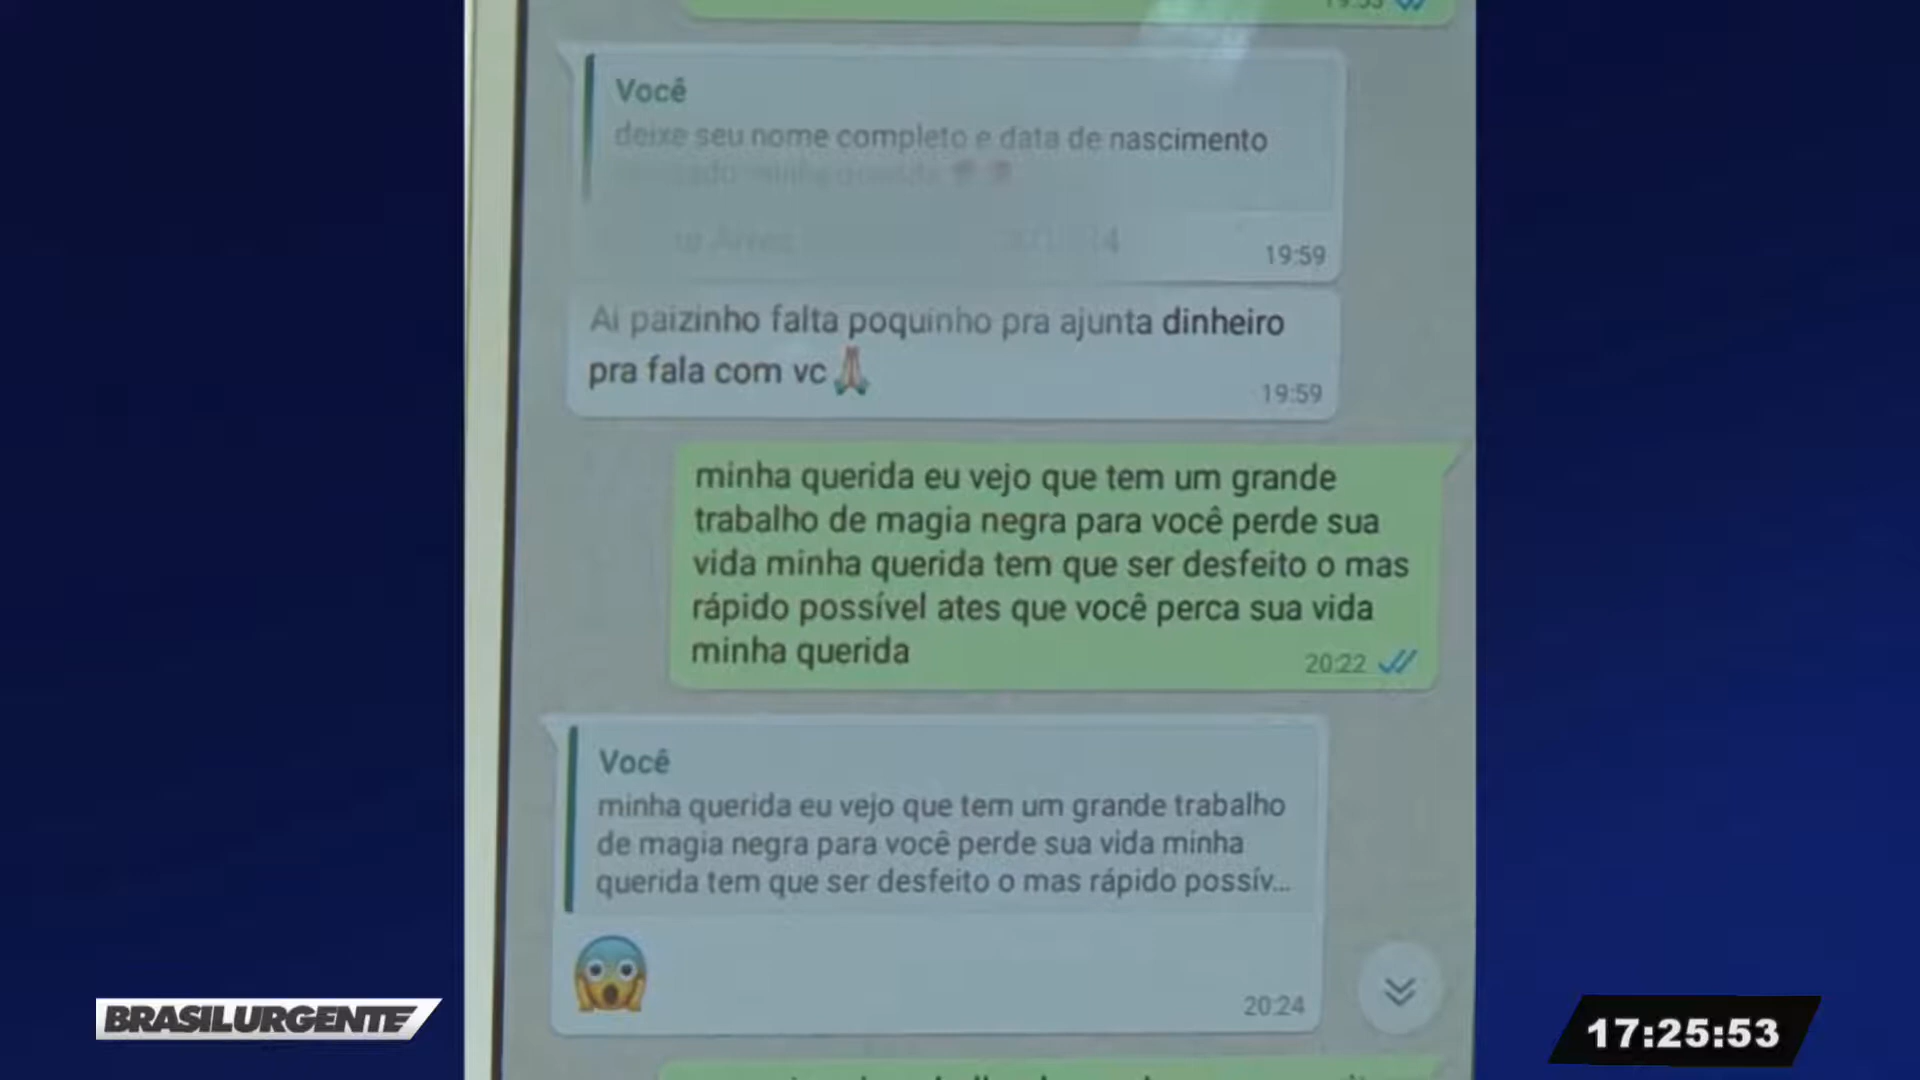 19:53
Você
deixe seu nome completo e data de nascimento
19:59
Ai paizinho falta poquinho pra ajunta dinheiro
pra fala com vc🙏
19:59
minha querida eu vejo que tem um grande
trabalho de magia negra para você perde sua
vida minha querida tem que ser desfeito o mas
rápido possível ates que você perca sua vida
minha querida
20:22
Você
minha querida eu vejo que tem um grande trabalho
de magia negra para você perde sua vida minha
querida tem que ser desfeito o mas rápido possív...
😱
20:24
BRASILURGENTE
17:25:53